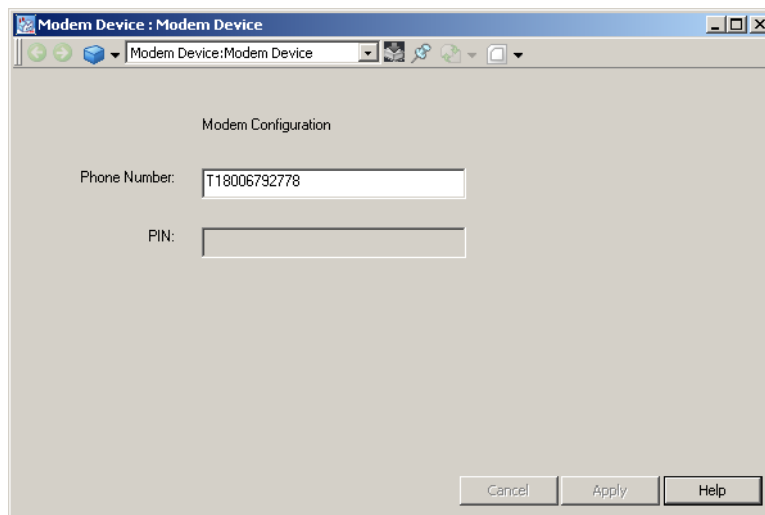 Modem Device : Modem Device
Modem Device:Modem Device
Modem Configuration
Phone Number: T18006792778
PIN:
Cancel Apply Help